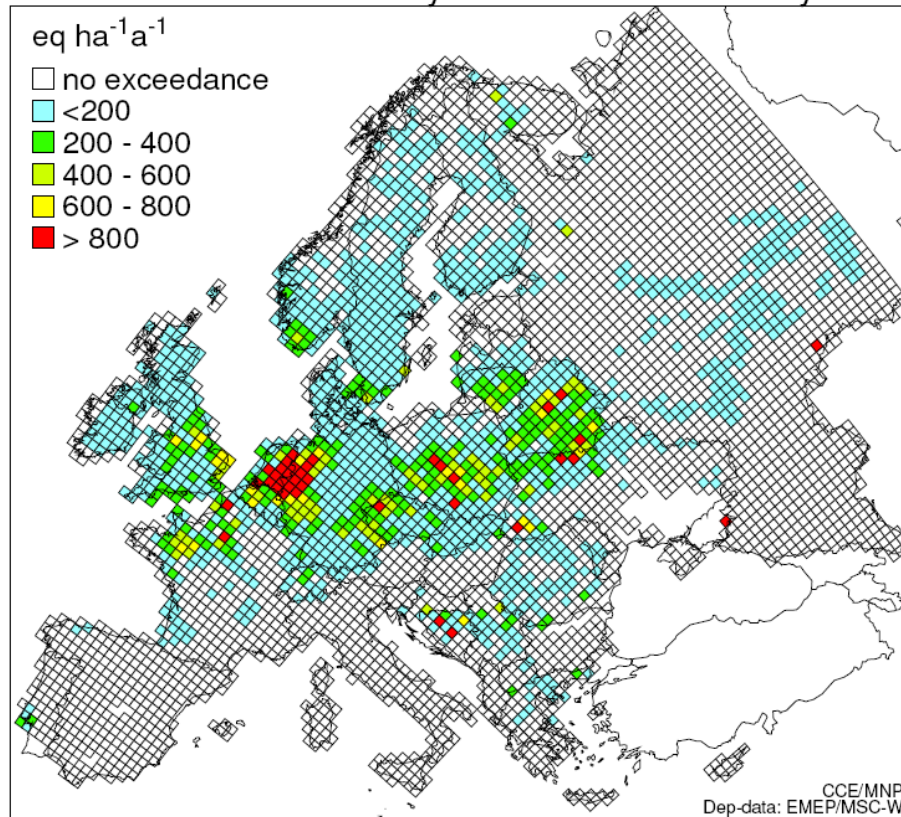 eq ha⁻¹a⁻¹
no exceedance
<200
200 - 400
400 - 600
600 - 800
> 800
CCE/MNP
Dep-data: EMEP/MSC-W